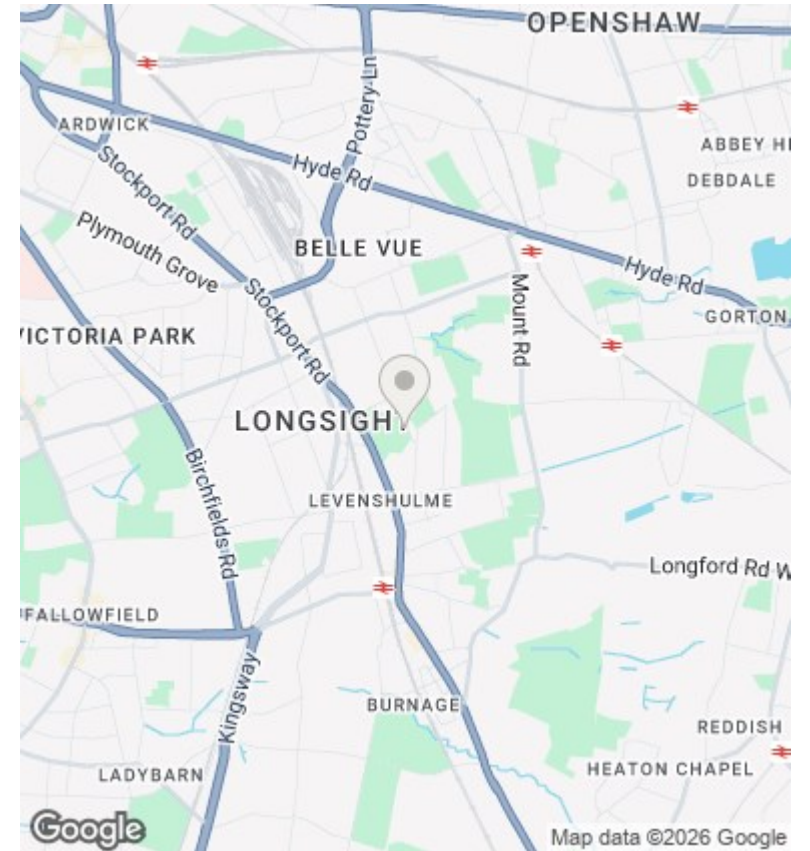 OPENSHAW
ARDWICK
Pottery Ln
ABBEY HI
DEBDALE
Stockport Rd
Hyde Rd
Plymouth Grove
BELLE VUE
Hyde Rd
Stockport Rd
Mount Rd
GORTON
VICTORIA PARK
LONGSIGHT
Birchfields Rd
LEVENSHULME
Longford Rd W
FALLOWFIELD
Kingsway
BURNAGE
REDDISH
HEATON CHAPEL
LADYBARN
Google
Map data ©2026 Google